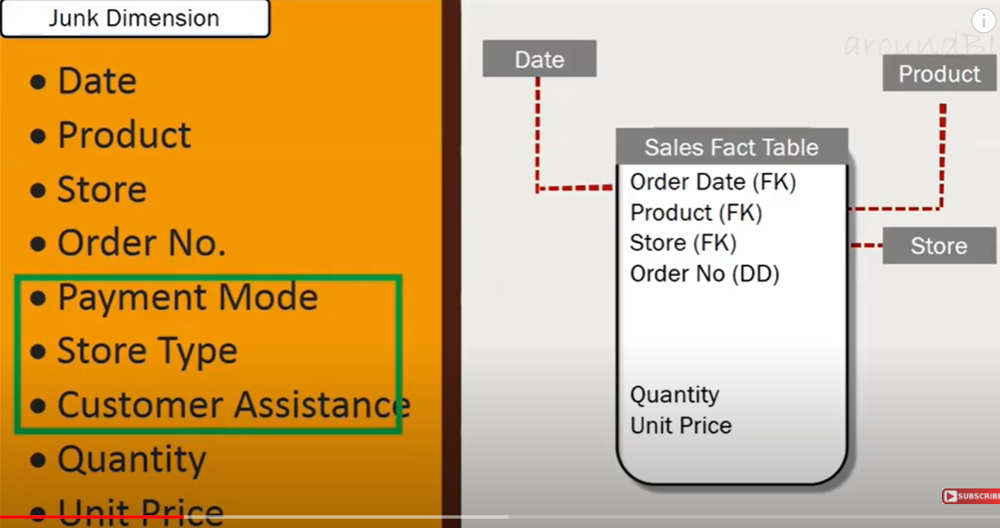 Junk Dimension
• Date
• Product
• Store
• Order No.
• Payment Mode
• Store Type
• Customer Assistance
• Quantity
• Unit Price
aroundBI
Date
Product
Sales Fact Table
Order Date (FK)
Product (FK)
Store (FK)
Order No (DD)
Quantity
Unit Price
Store
SUBSCRIBE
i